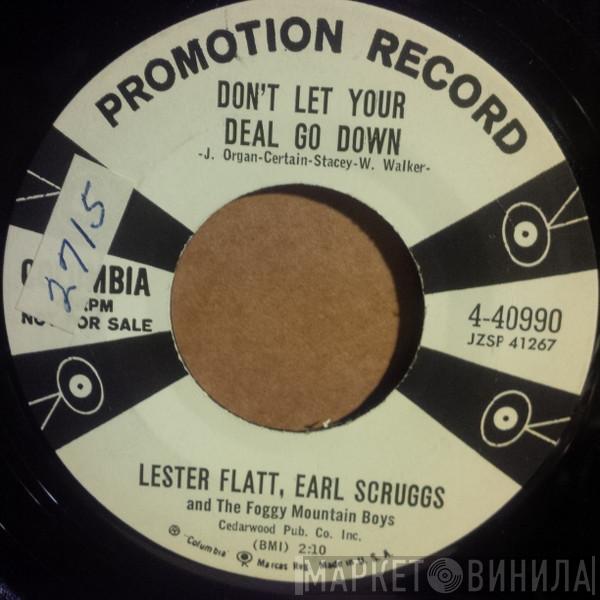 PROMOTION RECORD
DON'T LET YOUR
DEAL GO DOWN
-J. Organ-Certain-Stacey-W. Walker-
2715
MBIA
PM
OR SALE
4-40990
JZSP 41267
LESTER FLATT, EARL SCRUGGS
and The Foggy Mountain Boys
Cedarwood Pub. Co. Inc.
(BMI) 2:10
"Columbia" Marcas Reg. Made in U.S.A.
МАРКЕТ ВИНИЛА